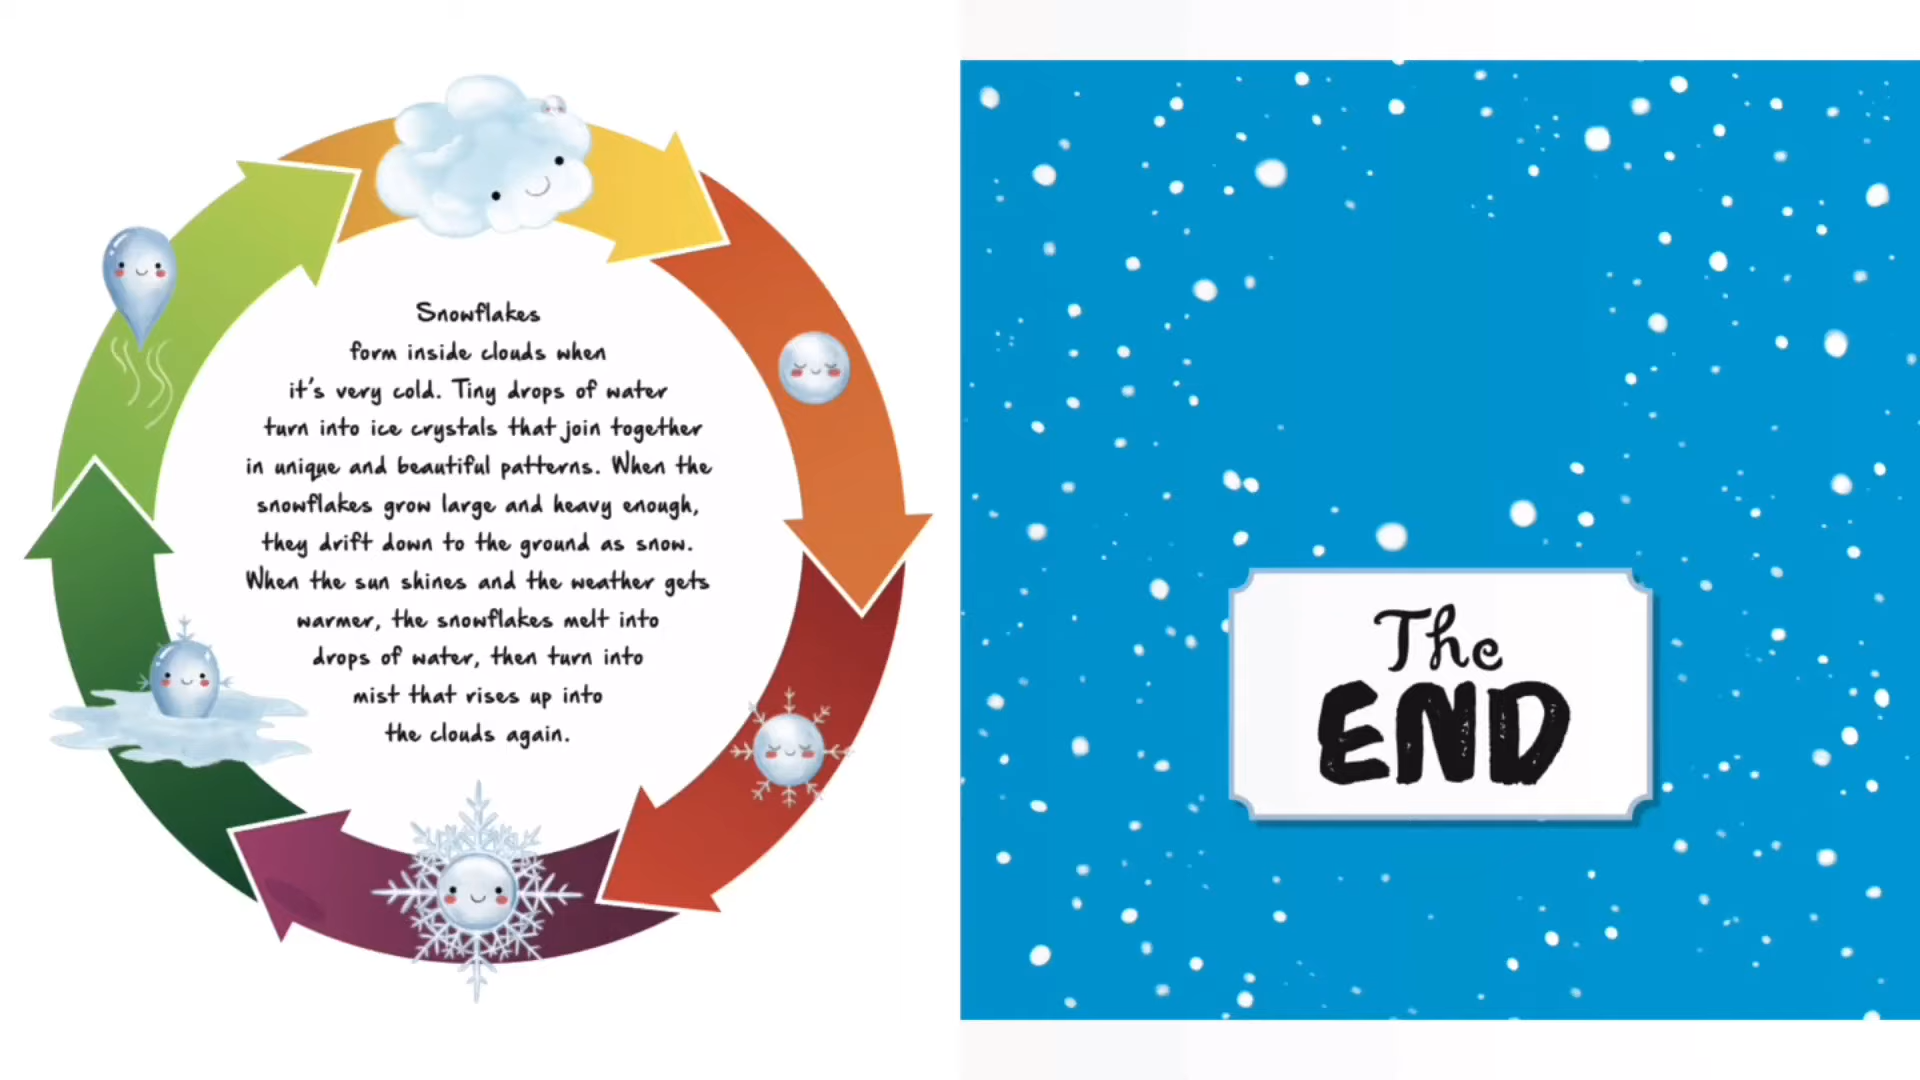 Snowflakes
form inside clouds when
it's very cold. Tiny drops of water
turn into ice crystals that join together
in unique and beautiful patterns. When the
snowflakes grow large and heavy enough,
they drift down to the ground as snow.
When the sun shines and the weather gets
warmer, the snowflakes melt into
drops of water, then turn into
mist that rises up into
the clouds again.
The
END